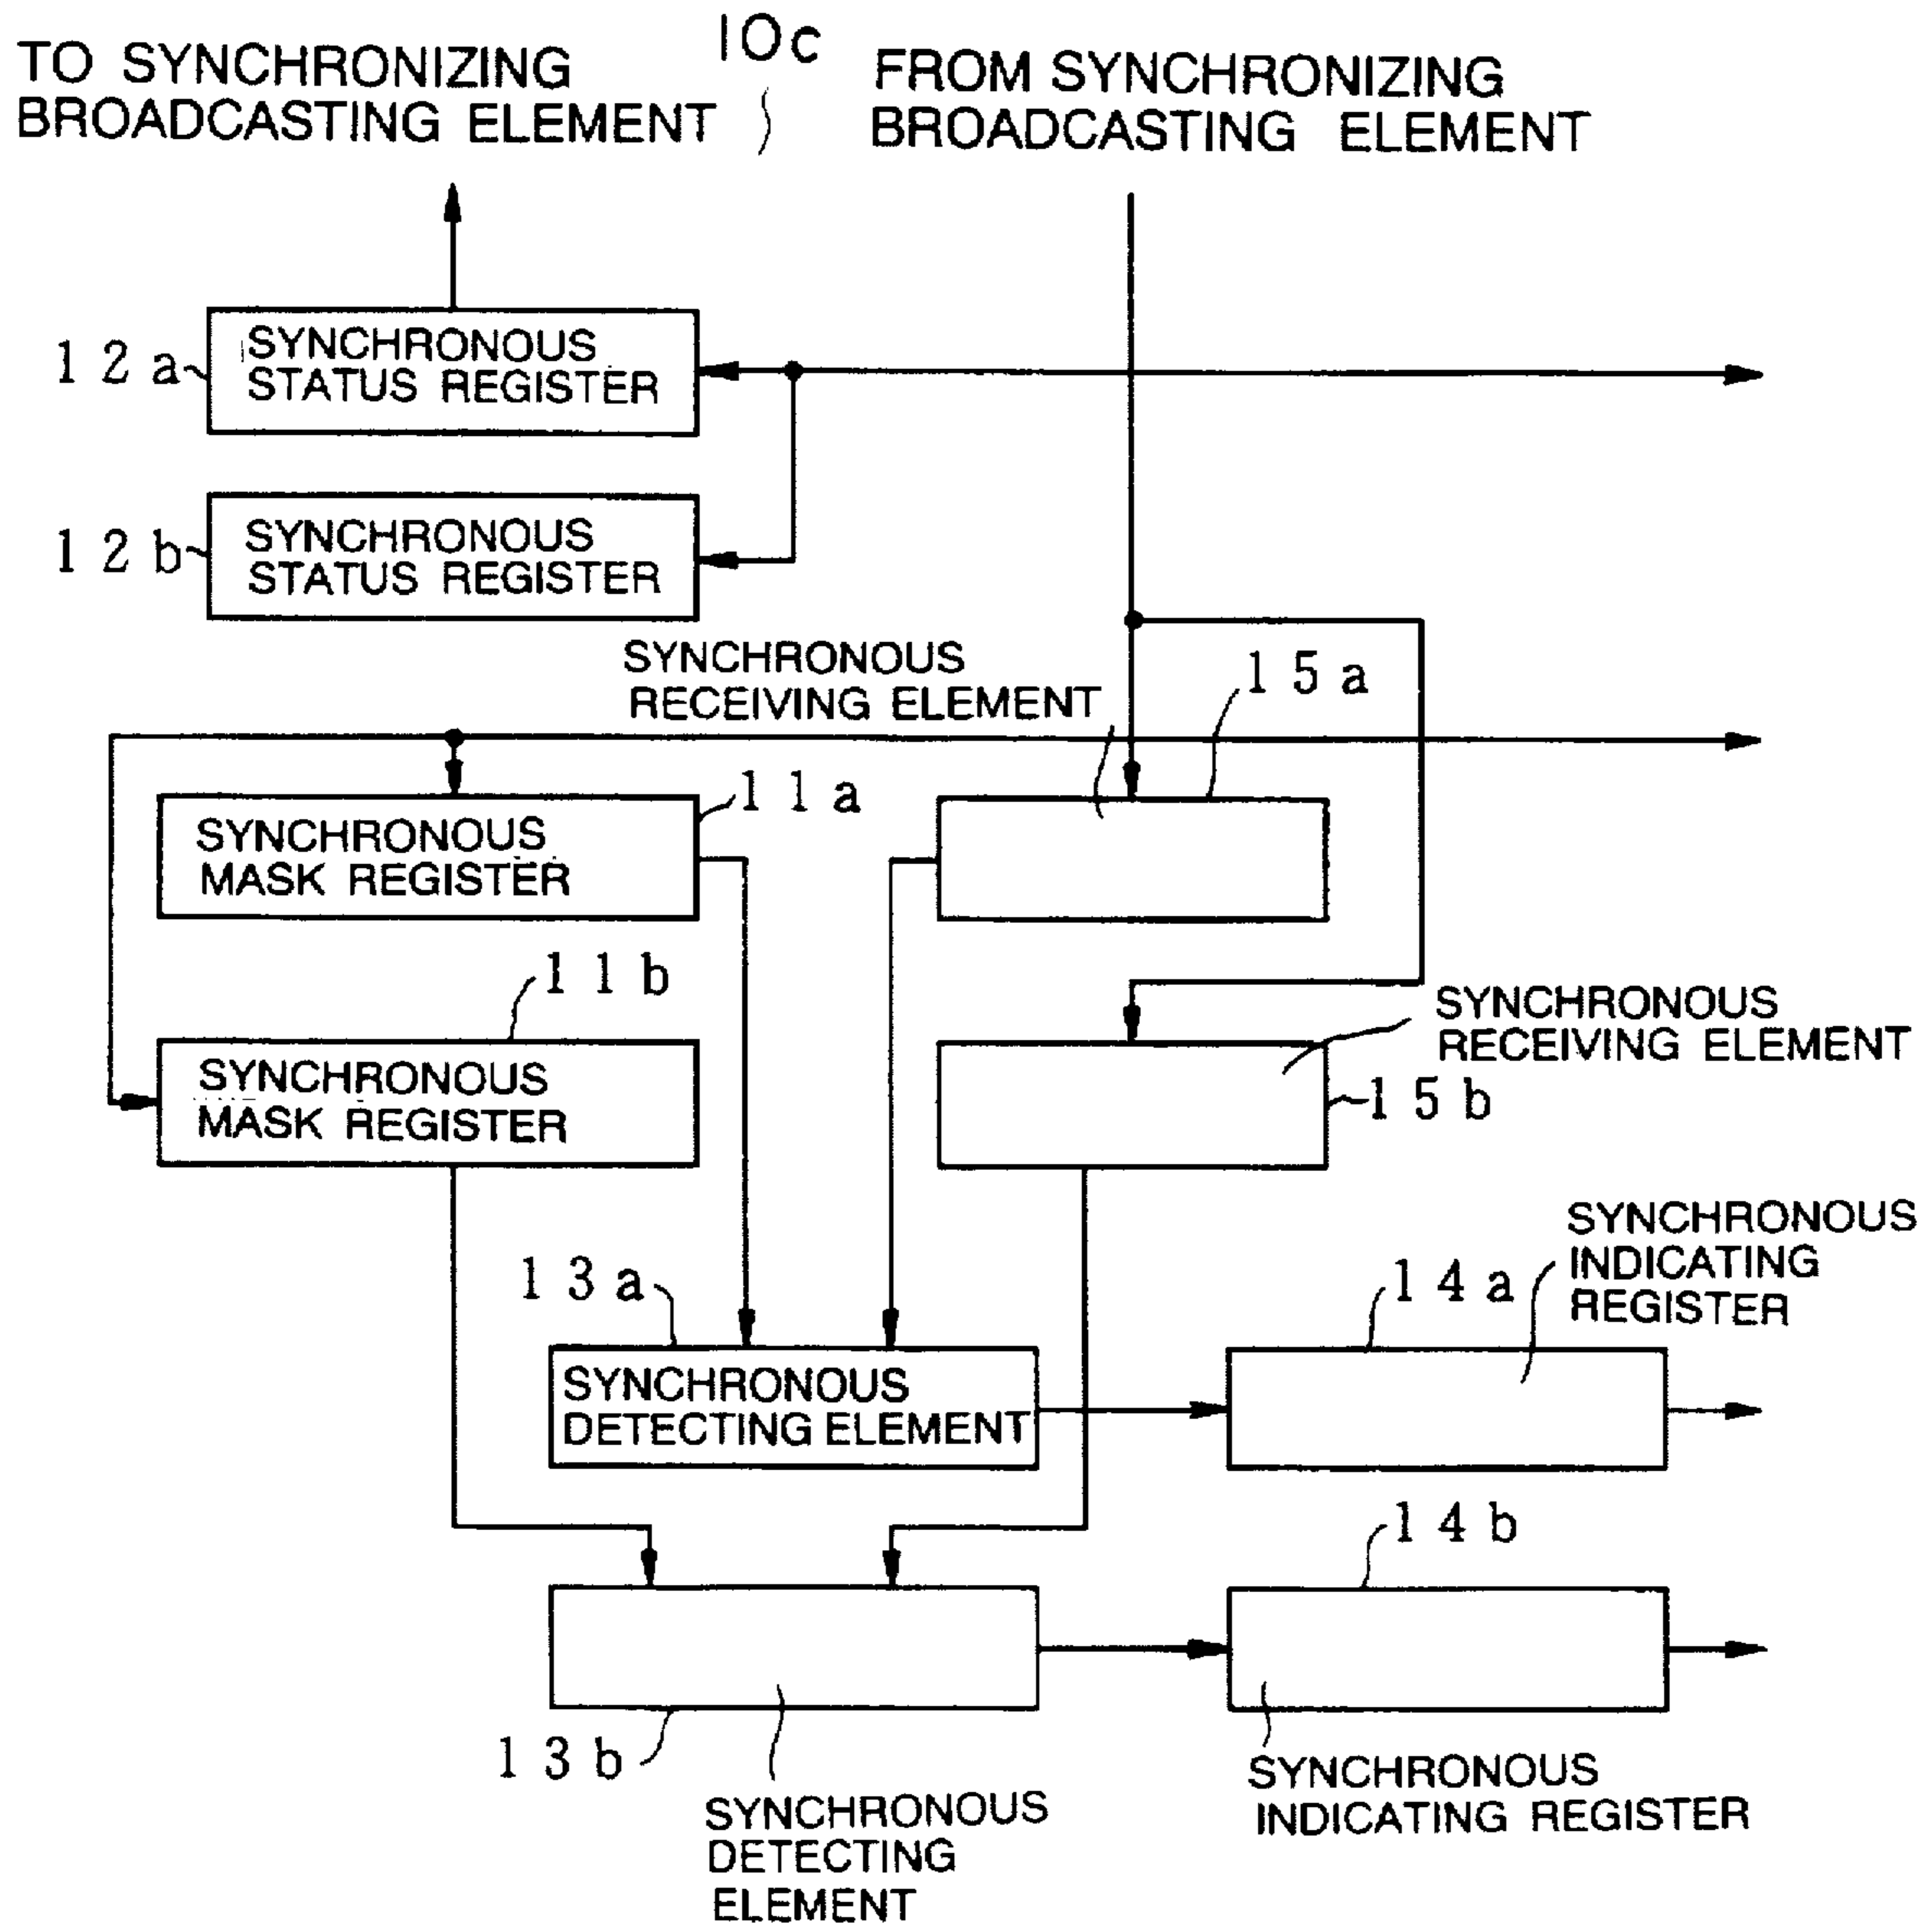 10c
TO SYNCHRONIZING
BROADCASTING ELEMENT
FROM SYNCHRONIZING
BROADCASTING ELEMENT
12a
SYNCHRONOUS
STATUS REGISTER
12b
SYNCHRONOUS
STATUS REGISTER
SYNCHRONOUS
RECEIVING ELEMENT
15a
SYNCHRONOUS
MASK REGISTER
11a
11b
SYNCHRONOUS
MASK REGISTER
SYNCHRONOUS
RECEIVING ELEMENT
15b
13a
SYNCHRONOUS
DETECTING ELEMENT
14a
SYNCHRONOUS
INDICATING
REGISTER
14b
13b
SYNCHRONOUS
DETECTING
ELEMENT
SYNCHRONOUS
INDICATING REGISTER